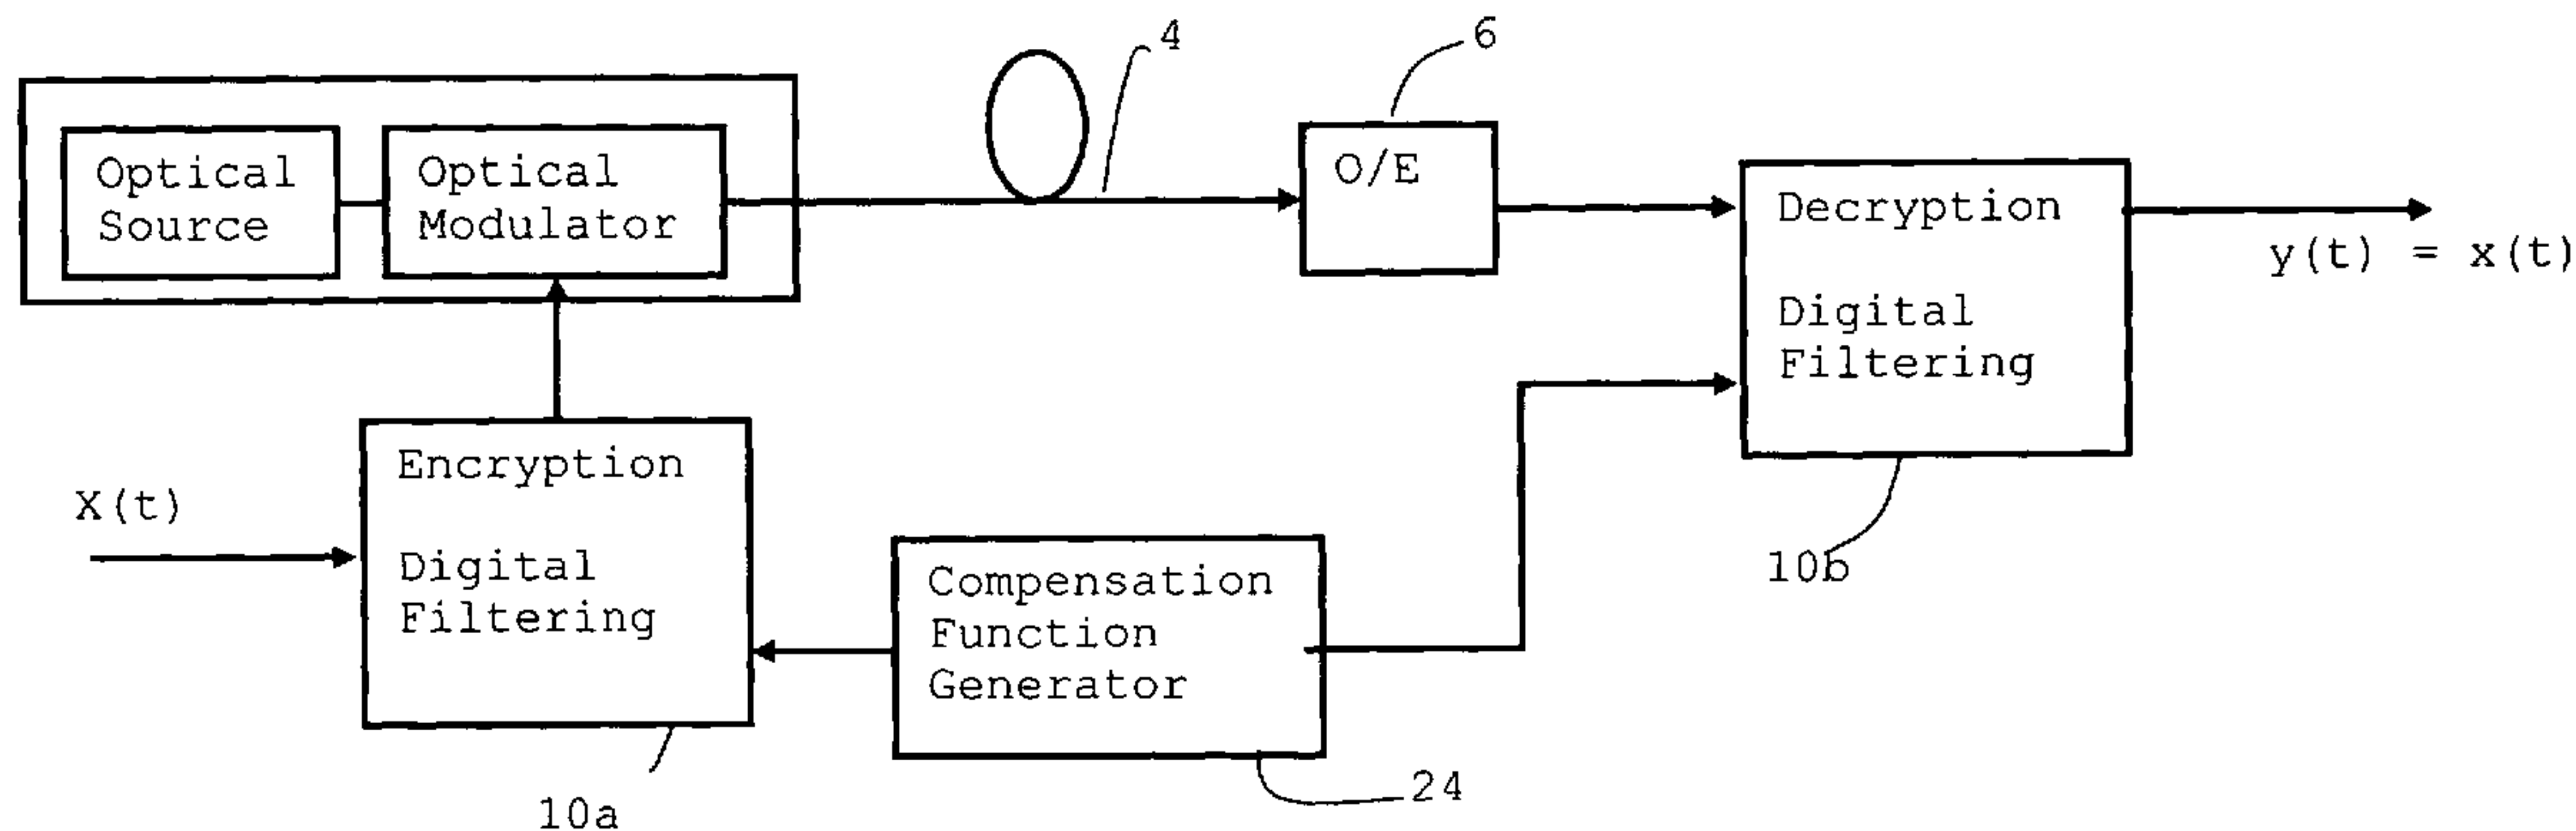 4
6
Optical
Source
Optical
Modulator
O/E
Decryption
Digital
Filtering
y(t) = x(t)
X(t)
Encryption
Digital
Filtering
Compensation
Function
Generator
10b
24
10a